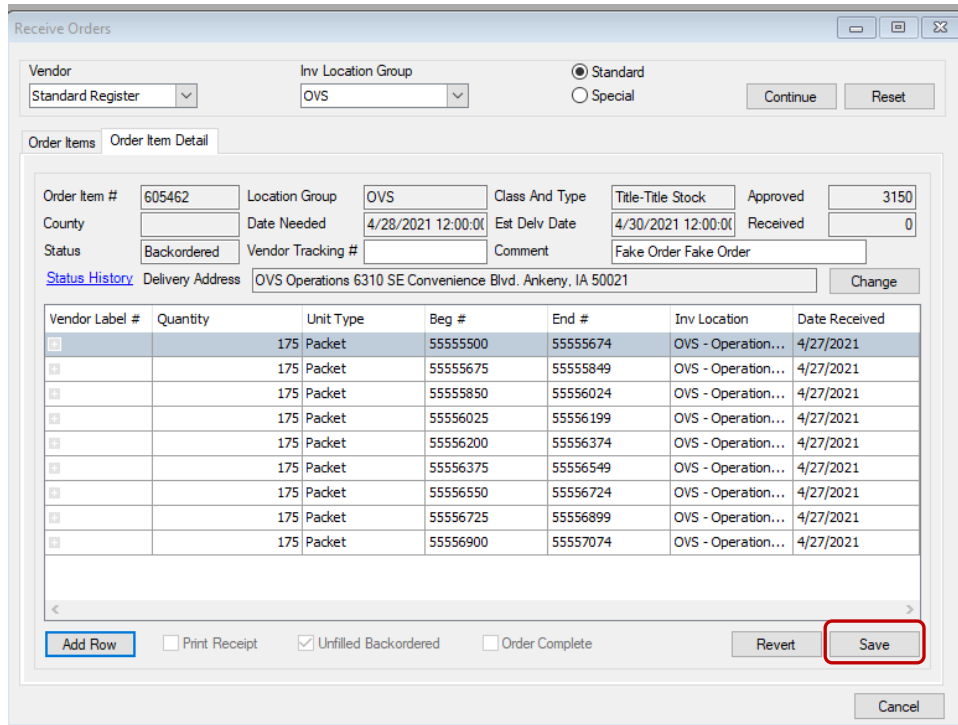 Receive Orders
Vendor Inv Location Group Standard
Standard Register OVS Special Continue Reset
Order Items Order Item Detail
Order Item # 605462 Location Group OVS Class And Type Title-Title Stock Approved 3150
County Date Needed 4/28/2021 12:00:0( Est Delv Date 4/30/2021 12:00:0( Received 0
Status Backordered Vendor Tracking # Comment Fake Order Fake Order
Status History Delivery Address OVS Operations 6310 SE Convenience Blvd. Ankeny, IA 50021 Change
Vendor Label # Quantity Unit Type Beg # End # Inv Location Date Received
175 Packet 55555500 55555674 OVS - Operation... 4/27/2021
175 Packet 55555675 55555849 OVS - Operation... 4/27/2021
175 Packet 55555850 55556024 OVS - Operation... 4/27/2021
175 Packet 55556025 55556199 OVS - Operation... 4/27/2021
175 Packet 55556200 55556374 OVS - Operation... 4/27/2021
175 Packet 55556375 55556549 OVS - Operation... 4/27/2021
175 Packet 55556550 55556724 OVS - Operation... 4/27/2021
175 Packet 55556725 55556899 OVS - Operation... 4/27/2021
175 Packet 55556900 55557074 OVS - Operation... 4/27/2021
Add Row Print Receipt Unfilled Backordered Order Complete Revert Save
Cancel